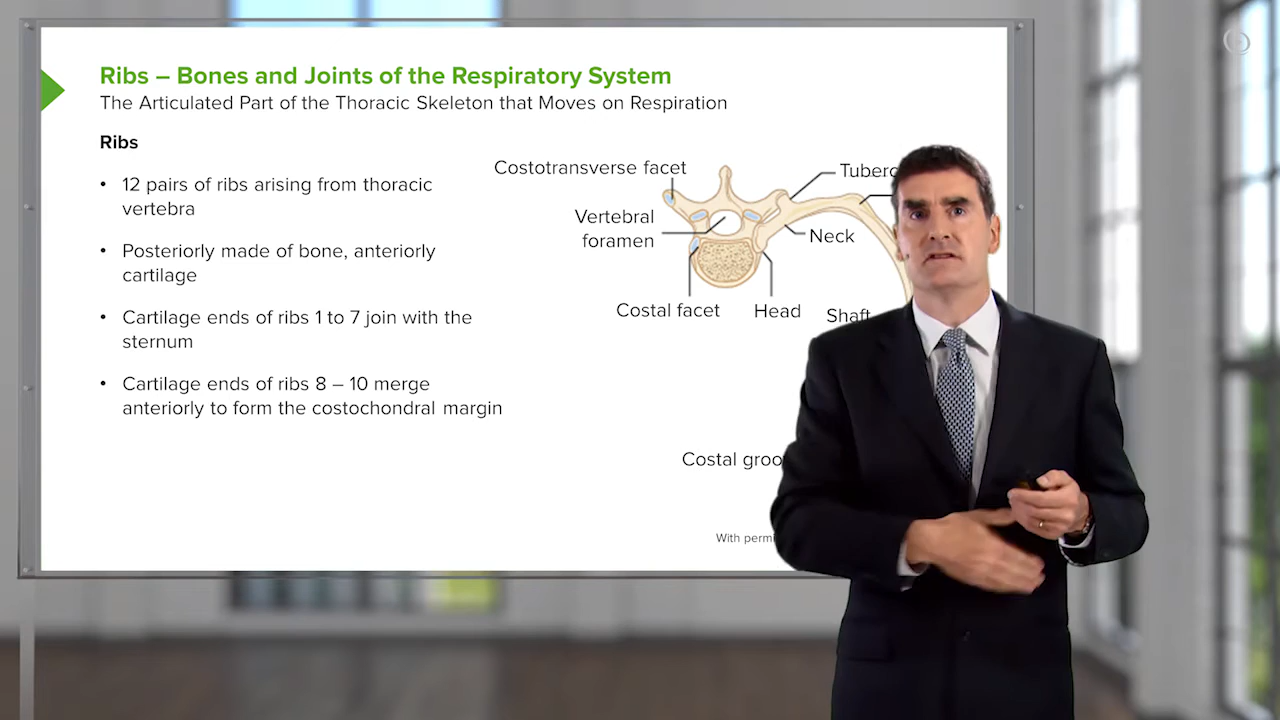 Ribs – Bones and Joints of the Respiratory System
The Articulated Part of the Thoracic Skeleton that Moves on Respiration
Ribs
• 12 pairs of ribs arising from thoracic
vertebra
• Posteriorly made of bone, anteriorly
cartilage
• Cartilage ends of ribs 1 to 7 join with the
sternum
• Cartilage ends of ribs 8 – 10 merge
anteriorly to form the costochondral margin
Costotransverse facet
Vertebral
foramen
Neck
Costal facet
Head
Shaft
Costal
With